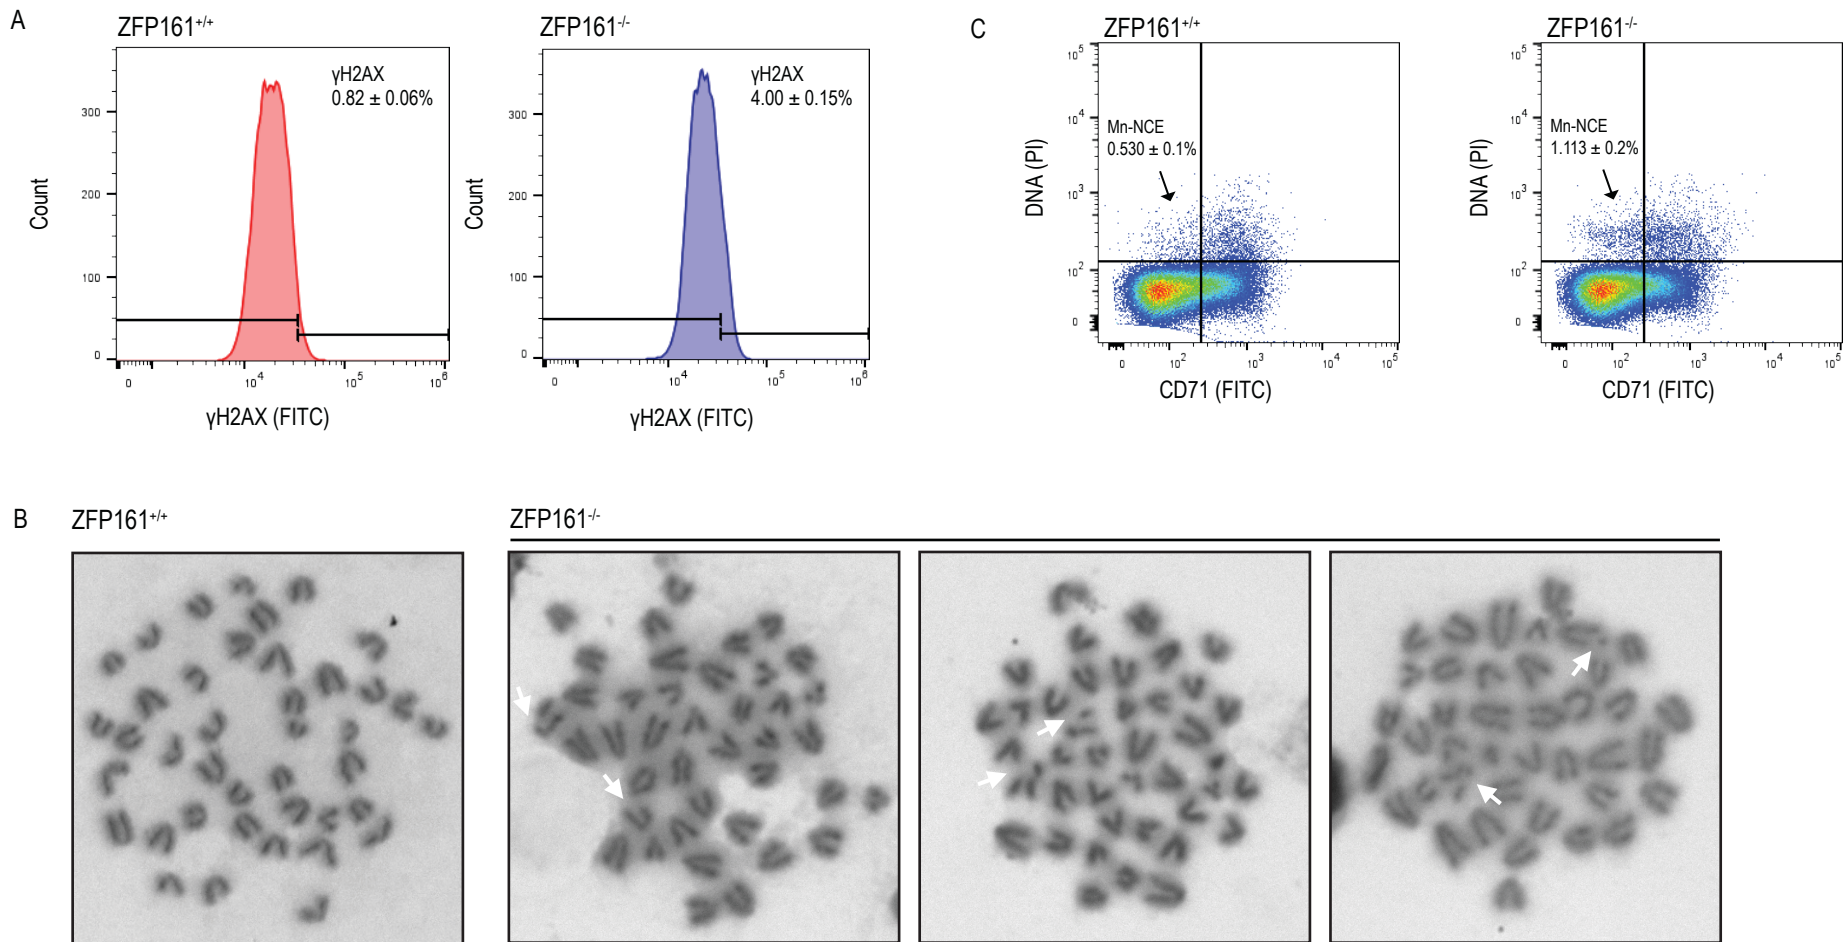 A
ZFP161+/+
γH2AX
0.82 ± 0.06%
Count
300
200
100
0
0
10^4
10^5
10^6
γH2AX (FITC)
ZFP161-/-
γH2AX
4.00 ± 0.15%
Count
300
200
100
0
0
10^4
10^5
10^6
γH2AX (FITC)
C
ZFP161+/+
DNA (PI)
10^5
10^4
10^3
10^2
0
Mn-NCE
0.530 ± 0.1%
0
10^2
10^3
10^4
10^5
CD71 (FITC)
ZFP161-/-
DNA (PI)
10^5
10^4
10^3
10^2
0
Mn-NCE
1.113 ± 0.2%
0
10^2
10^3
10^4
10^5
CD71 (FITC)
B
ZFP161+/+
ZFP161-/-